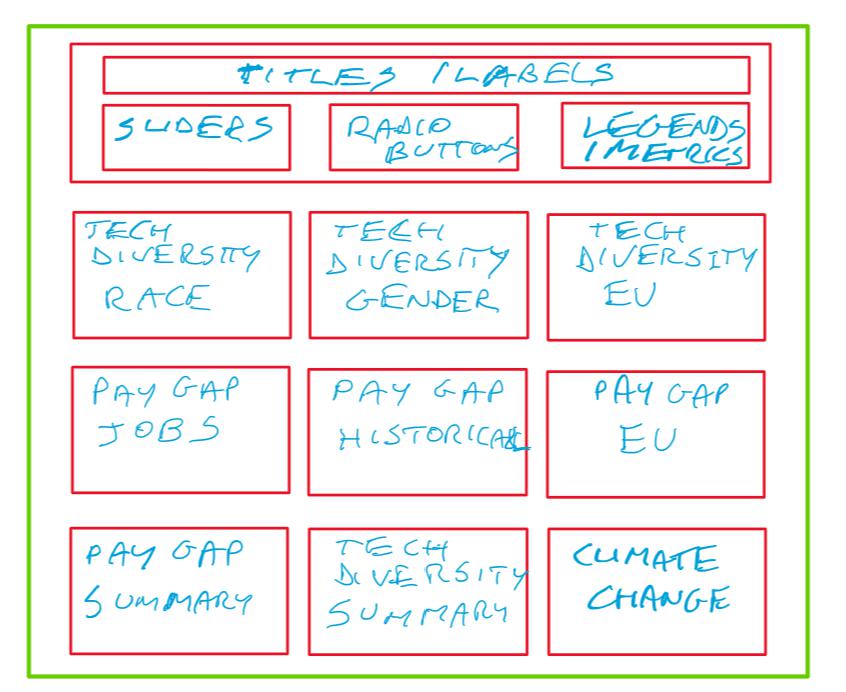 TITLES / LABELS
SLIDERS
RADIO
BUTTONS
LEGENDS
/ METRICS
TECH
DIVERSITY
RACE
TECH
DIVERSITY
GENDER
TECH
DIVERSITY
EU
PAY GAP
JOBS
PAY GAP
HISTORICAL
PAY GAP
EU
PAY GAP
SUMMARY
TECH
DIVERSITY
SUMMARY
CLIMATE
CHANGE